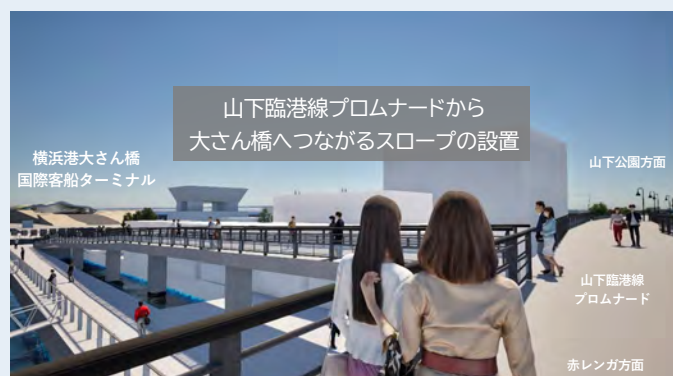 山下臨港線プロムナードから
大さん橋へつながるスロープの設置
横浜港大さん橋
国際客船ターミナル
山下公園方面
山下臨港線
プロムナード
赤レンガ方面